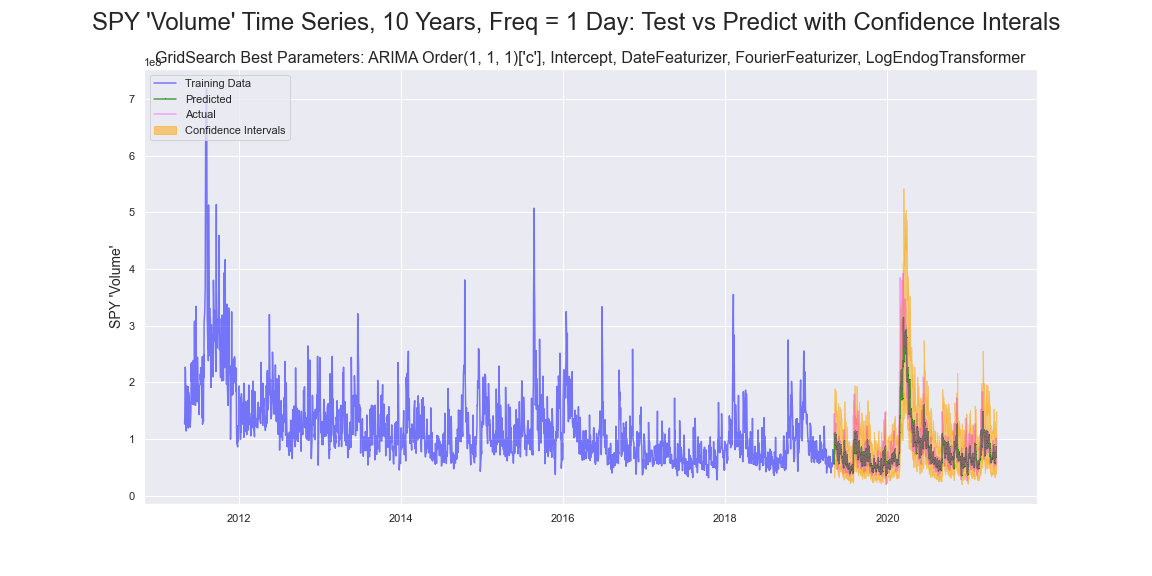 SPY 'Volume' Time Series, 10 Years, Freq = 1 Day: Test vs Predict with Confidence Interals
GridSearch Best Parameters: ARIMA Order(1, 1, 1)['c'], Intercept, DateFeaturizer, FourierFeaturizer, LogEndogTransformer
1e8
Training Data
Predicted
Actual
Confidence Intervals
7
6
5
4
3
2
1
0
SPY 'Volume'
2012
2014
2016
2018
2020